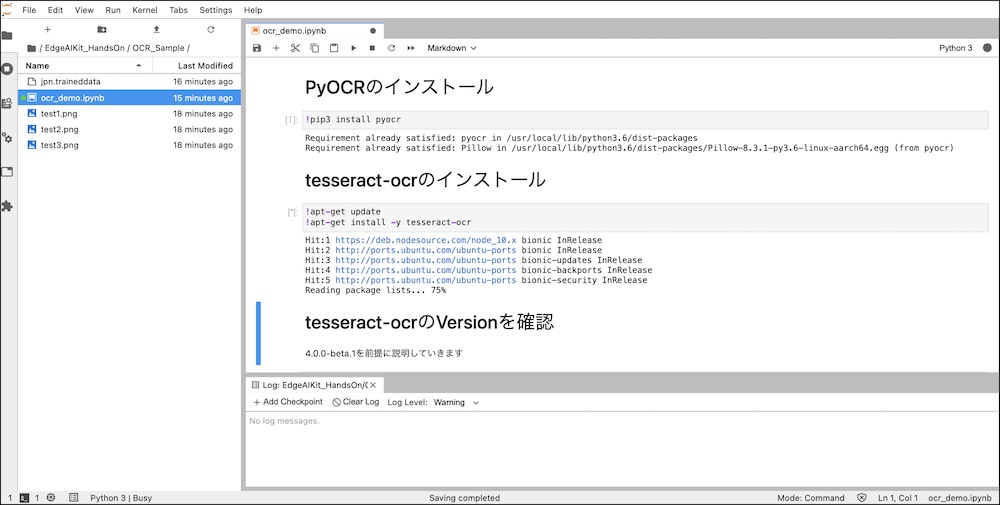 File Edit View Run Kernel Tabs Settings Help
/ EdgeAIKit_HandsOn / OCR_Sample /
Name Last Modified
jpn.traineddata 16 minutes ago
ocr_demo.ipynb 15 minutes ago
test1.png 18 minutes ago
test2.png 18 minutes ago
test3.png 18 minutes ago
ocr_demo.ipynb
Markdown Python 3
PyOCRのインストール
[1]: !pip3 install pyocr
Requirement already satisfied: pyocr in /usr/local/lib/python3.6/dist-packages
Requirement already satisfied: Pillow in /usr/local/lib/python3.6/dist-packages/Pillow-8.3.1-py3.6-linux-aarch64.egg (from pyocr)
tesseract-ocrのインストール
[*]: !apt-get update
!apt-get install -y tesseract-ocr
Hit:1 https://deb.nodesource.com/node_10.x bionic InRelease
Hit:2 http://ports.ubuntu.com/ubuntu-ports bionic InRelease
Hit:3 http://ports.ubuntu.com/ubuntu-ports bionic-updates InRelease
Hit:4 http://ports.ubuntu.com/ubuntu-ports bionic-backports InRelease
Hit:5 http://ports.ubuntu.com/ubuntu-ports bionic-security InRelease
Reading package lists... 75%
tesseract-ocrのVersionを確認
4.0.0-beta.1を前提に説明していきます
Log: EdgeAIKit_HandsOn/
Add Checkpoint Clear Log Log Level: Warning
No log messages.
1 1 Python 3 | Busy Saving completed Mode: Command Ln 1, Col 1 ocr_demo.ipynb